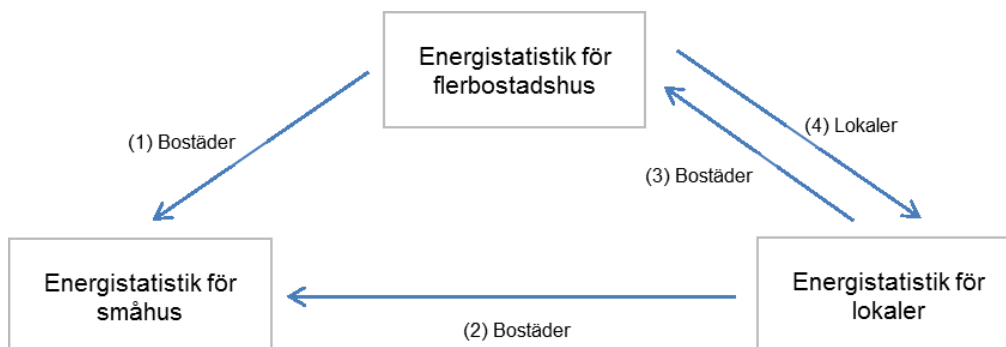 Energistatistik för
flerbostadshus
(1) Bostäder
(4) Lokaler
(3) Bostäder
Energistatistik för
småhus
(2) Bostäder
Energistatistik för
lokaler